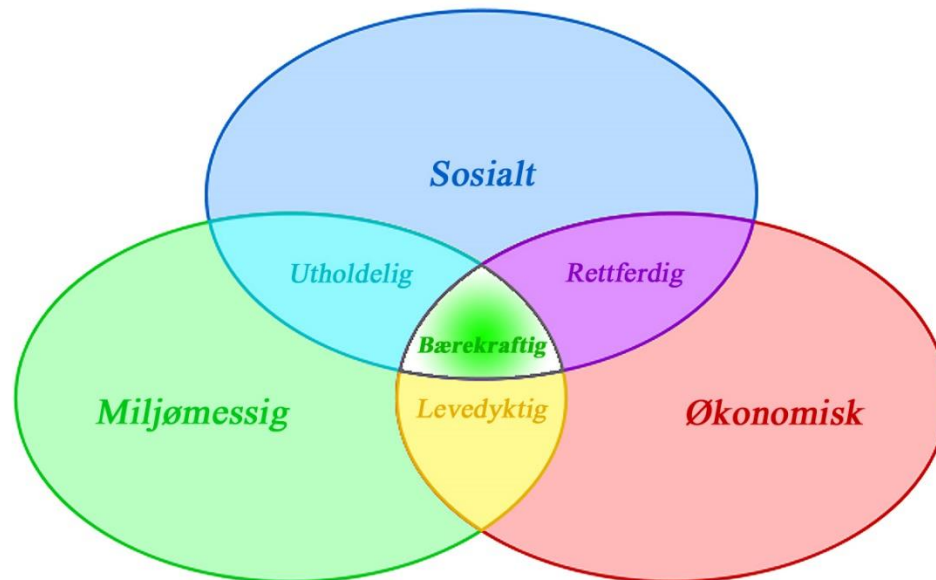 Sosialt
Utholdelig
Rettferdig
Bærekraftig
Miljømessig
Levedyktig
Økonomisk